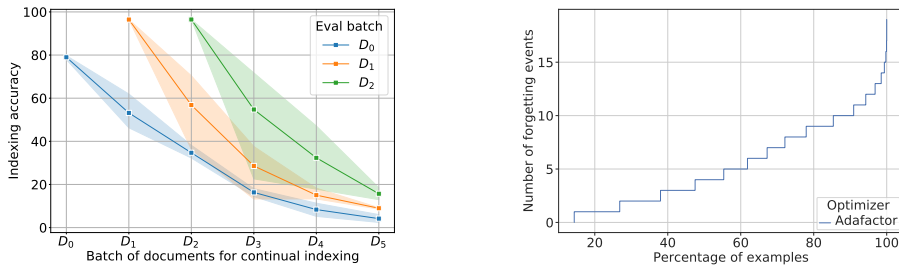 100
80
60
40
20
0
Indexing accuracy
Eval batch
D₀
D₁
D₂
D₀ D₁ D₂ D₃ D₄ D₅
Batch of documents for continual indexing
15
10
5
0
Number of forgetting events
Optimizer
Adafactor
20 40 60 80 100
Percentage of examples